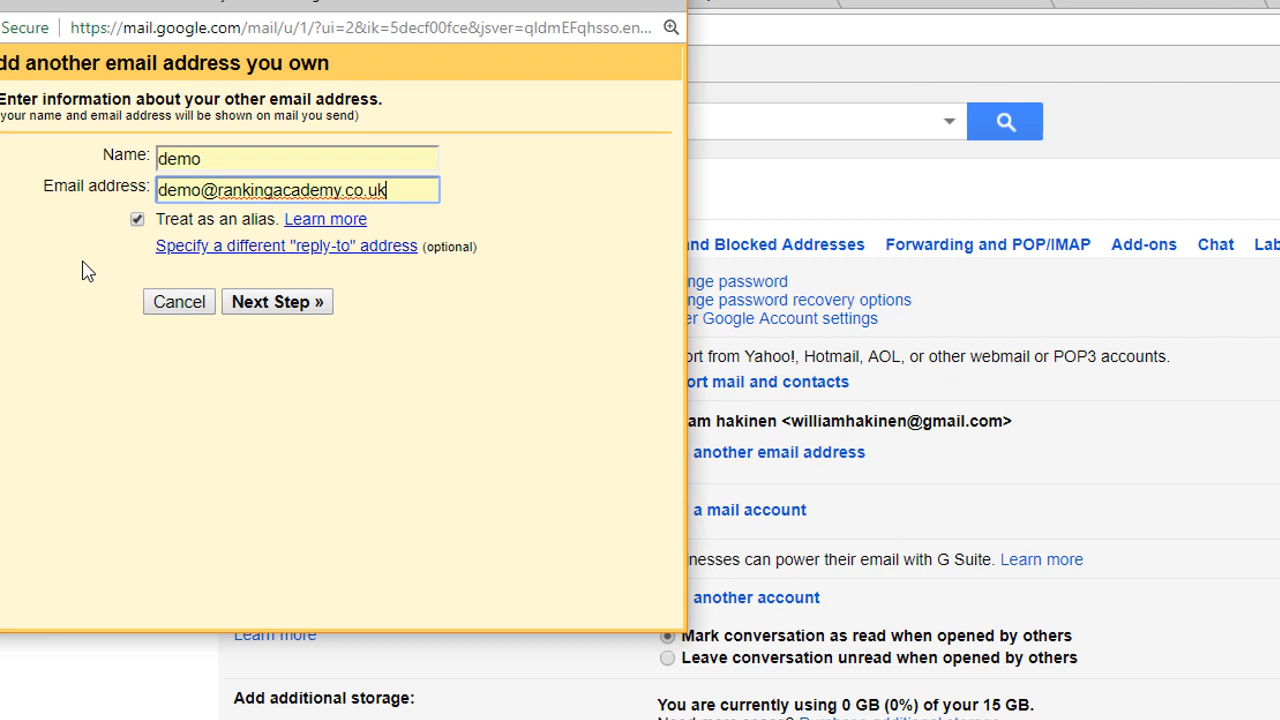 Secure https://mail.google.com/mail/u/1/?ui=2&ik=5decf00fce&jsver=qldmEFqhsso.en...
dd another email address you own
Enter information about your other email address.
your name and email address will be shown on mail you send)
Name: demo
Email address: demo@rankingacademy.co.uk
Treat as an alias. Learn more
Specify a different "reply-to" address (optional)
Cancel Next Step »
and Blocked Addresses Forwarding and POP/IMAP Add-ons Chat Lab
nge password
nge password recovery options
er Google Account settings
ort from Yahoo!, Hotmail, AOL, or other webmail or POP3 accounts.
ort mail and contacts
am hakinen <williamhakinen@gmail.com>
another email address
a mail account
nesses can power their email with G Suite. Learn more
another account
Learn more
Mark conversation as read when opened by others
Leave conversation unread when opened by others
Add additional storage:
You are currently using 0 GB (0%) of your 15 GB.
Need more space? Purchase additional storage